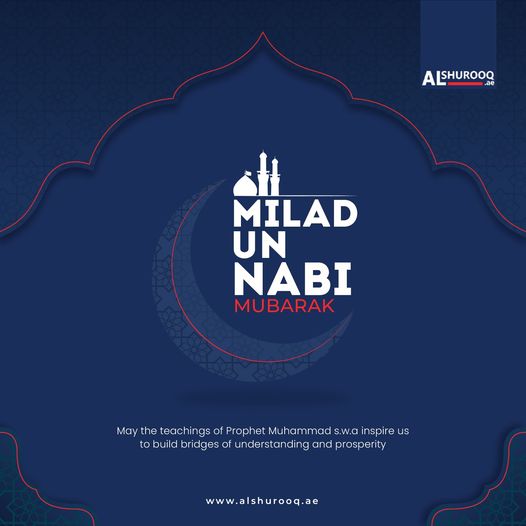 ALSHUROOQ
.ae
MILAD
UN
NABI
MUBARAK
May the teachings of Prophet Muhammad s.w.a inspire us
to build bridges of understanding and prosperity
www.alshurooq.ae